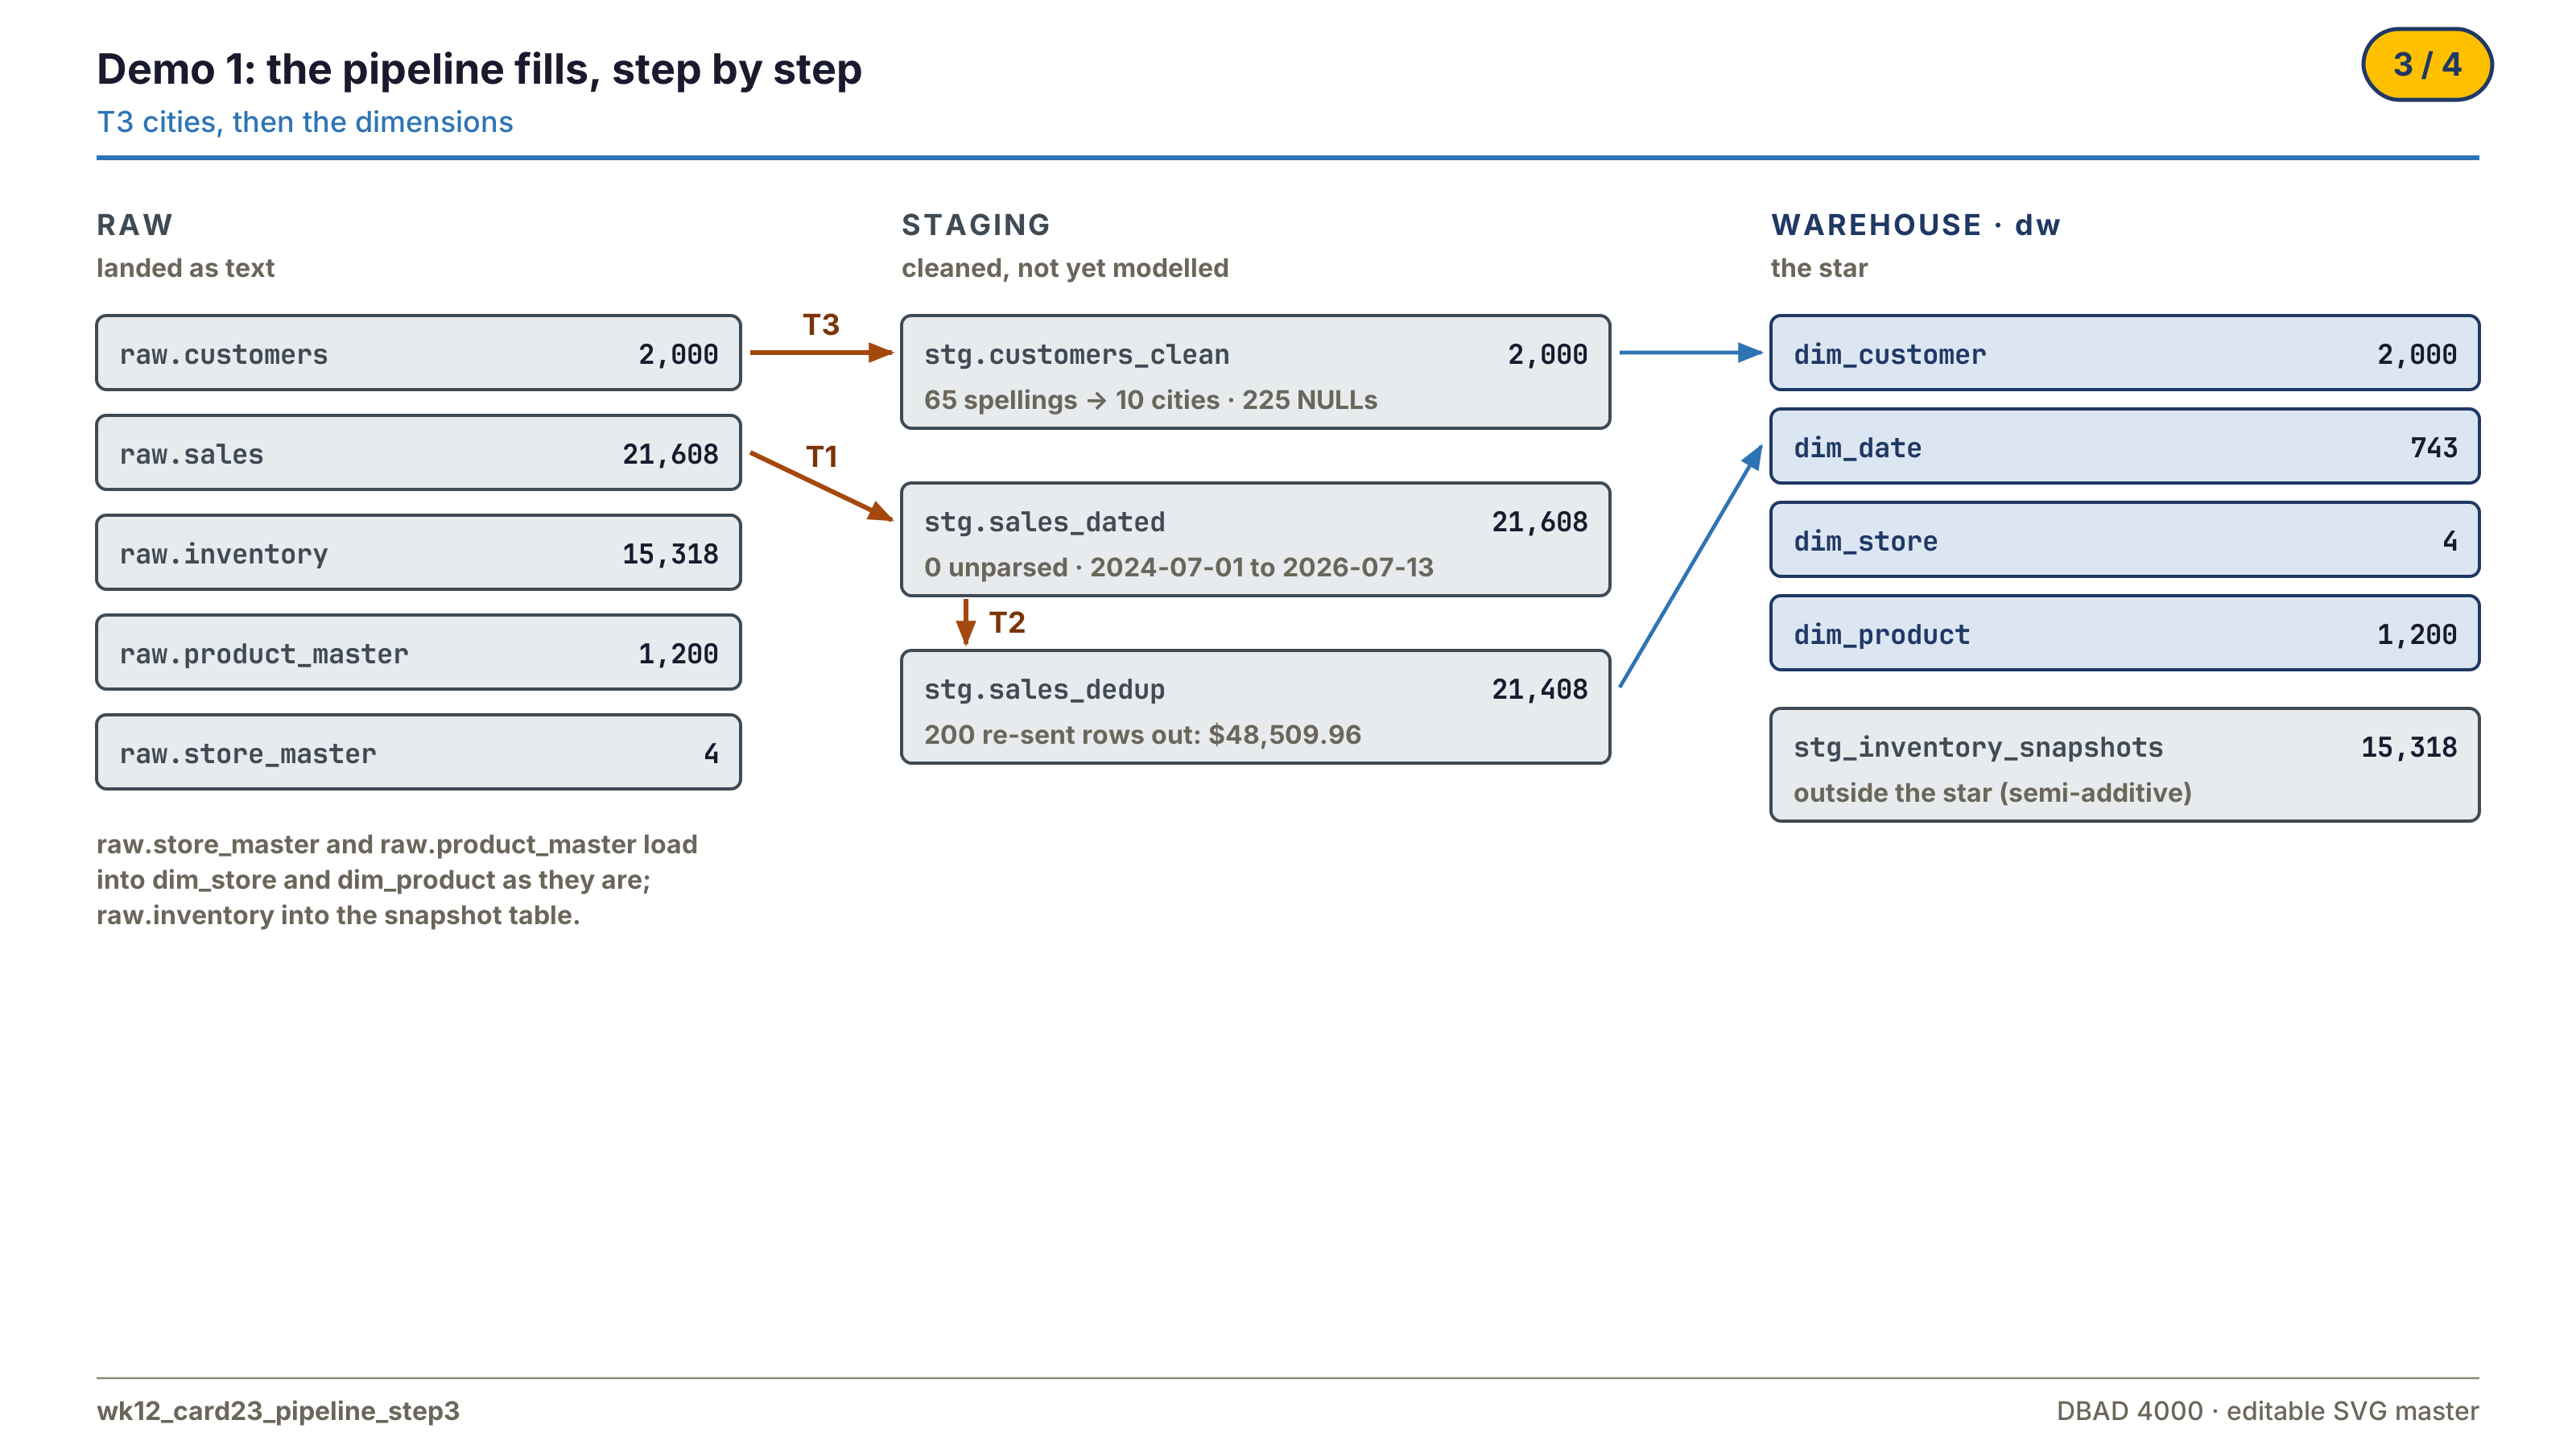 Demo 1: the pipeline fills, step by step
3 / 4
T3 cities, then the dimensions
RAW
landed as text
raw.customers 2,000
raw.sales 21,608
raw.inventory 15,318
raw.product_master 1,200
raw.store_master 4
raw.store_master and raw.product_master load
into dim_store and dim_product as they are;
raw.inventory into the snapshot table.
T3
T1
STAGING
cleaned, not yet modelled
stg.customers_clean 2,000
65 spellings → 10 cities · 225 NULLs
stg.sales_dated 21,608
0 unparsed · 2024-07-01 to 2026-07-13
T2
stg.sales_dedup 21,408
200 re-sent rows out: $48,509.96
WAREHOUSE · dw
the star
dim_customer 2,000
dim_date 743
dim_store 4
dim_product 1,200
stg_inventory_snapshots 15,318
outside the star (semi-additive)
wk12_card23_pipeline_step3
DBAD 4000 · editable SVG master